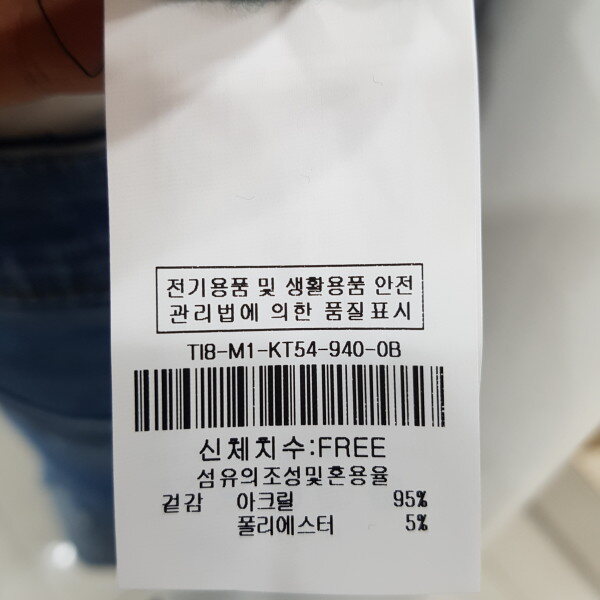 전기용품 및 생활용품 안전
관리법에 의한 품질표시
TI8-M1-KT54-940-0B
신체치수:FREE
섬유의조성및혼용율
겉감 아크릴 95%
폴리에스터 5%